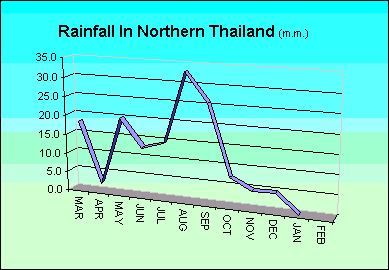 Rainfall In Northern Thailand (m.m.)
35.0
30.0
25.0
20.0
15.0
10.0
5.0
0.0
MAR
APR
MAY
JUN
JUL
AUG
SEP
OCT
NOV
DEC
JAN
FEB